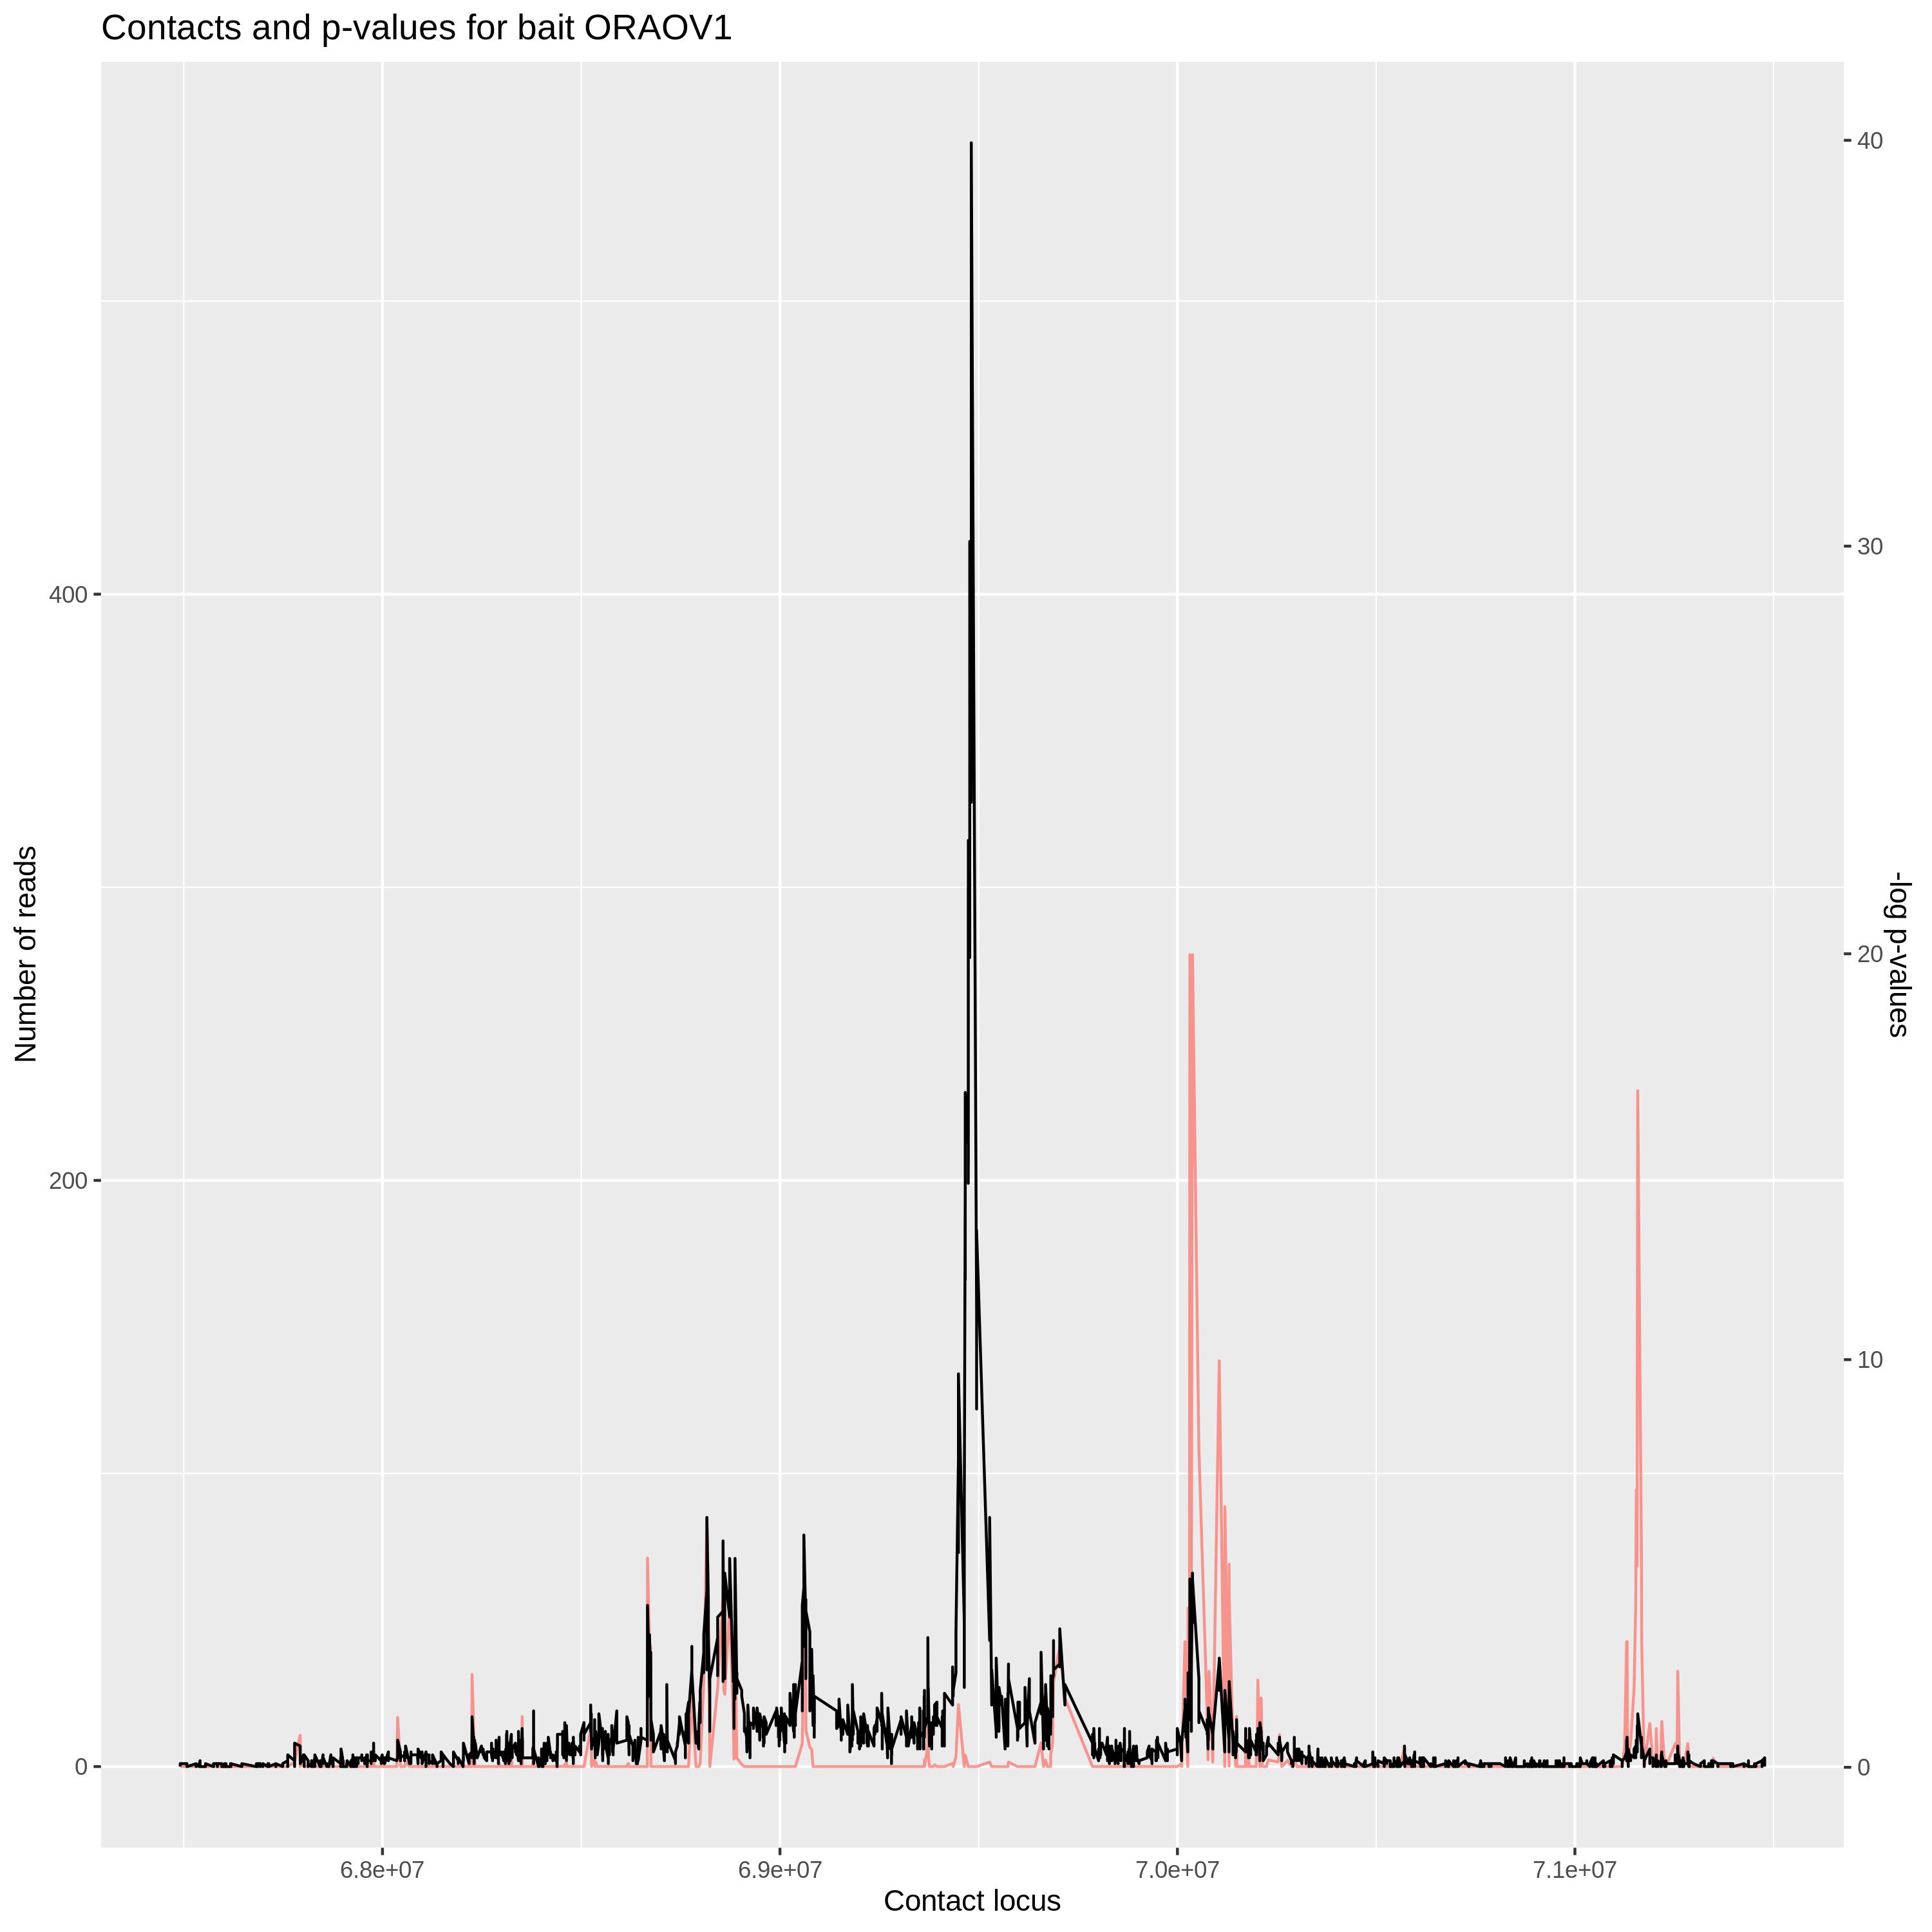 Contacts and p-values for bait ORAOV1
Number of reads
400
200
0
40
30
20
10
0
-log p-values
6.8e+07
6.9e+07
7.0e+07
7.1e+07
Contact locus